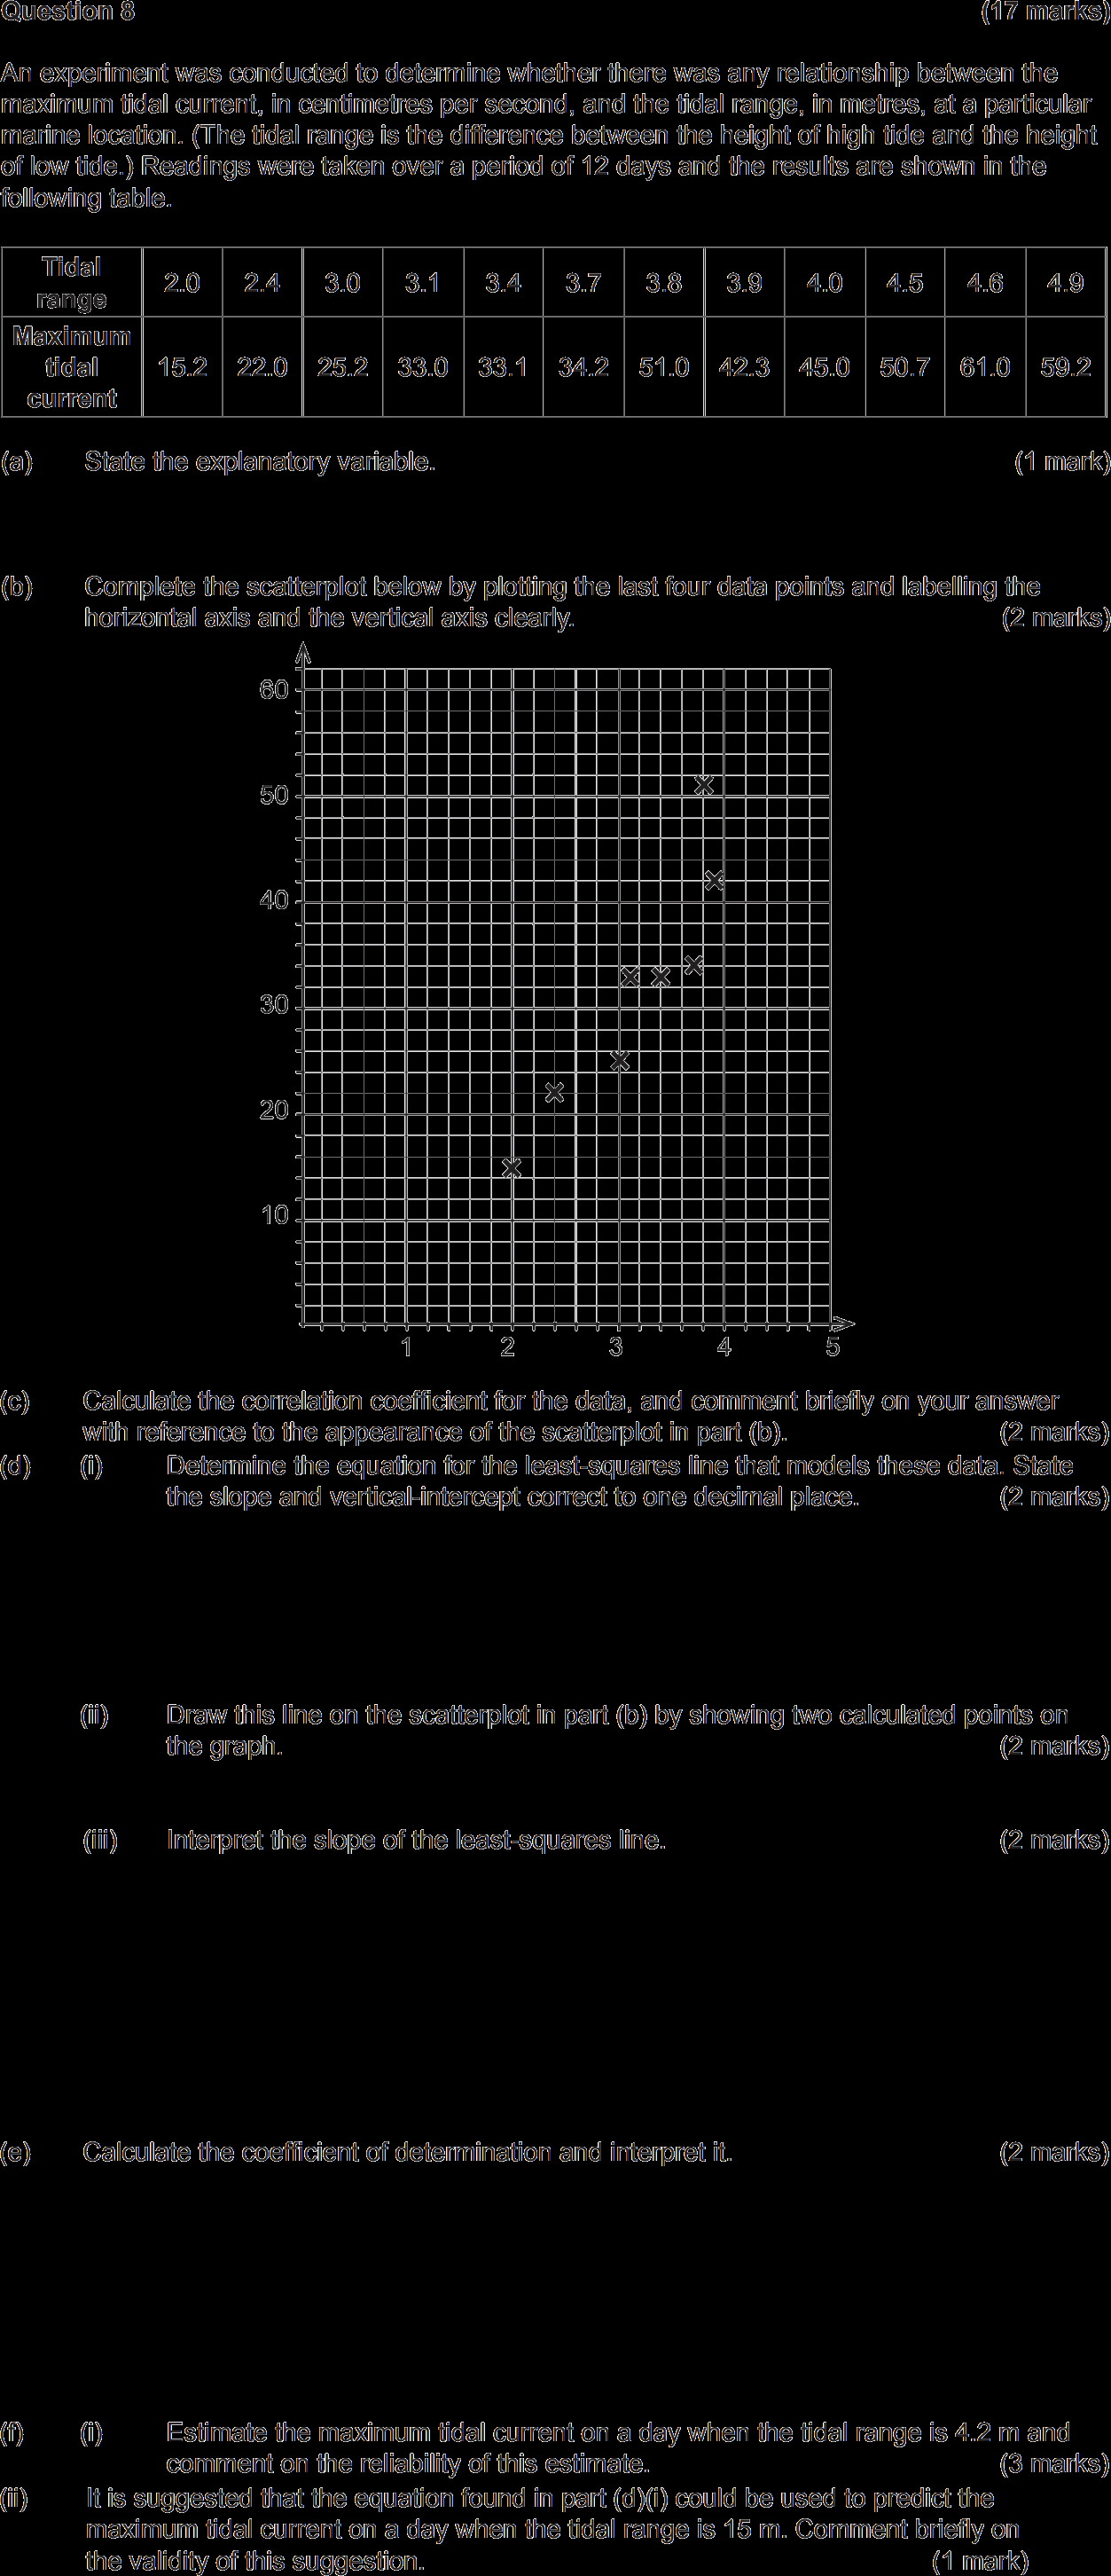 Question 8 (17 marks)
An experiment was conducted to determine whether there was any relationship between the
maximum tidal current, in centimetres per second, and the tidal range, in metres, at a particular
marine location. (The tidal range is the difference between the height of high tide and the height
of low tide.) Readings were taken over a period of 12 days and the results are shown in the
following table.
Tidal range 2.0 2.4 3.0 3.1 3.4 3.7 3.8 3.9 4.0 4.5 4.6 4.9
Maximum tidal current 15.2 22.0 25.2 33.0 33.1 34.2 51.0 42.3 45.0 50.7 61.0 59.2
(a) State the explanatory variable. (1 mark)
(b) Complete the scatterplot below by plotting the last four data points and labelling the
horizontal axis and the vertical axis clearly. (2 marks)
60
50
40
30
20
10
1 2 3 4 5
(c) Calculate the correlation coefficient for the data, and comment briefly on your answer
with reference to the appearance of the scatterplot in part (b). (2 marks)
(d) (i) Determine the equation for the least-squares line that models these data. State
the slope and vertical-intercept correct to one decimal place. (2 marks)
(ii) Draw this line on the scatterplot in part (b) by showing two calculated points on
the graph. (2 marks)
(iii) Interpret the slope of the least-squares line. (2 marks)
(e) Calculate the coefficient of determination and interpret it. (2 marks)
(f) (i) Estimate the maximum tidal current on a day when the tidal range is 4.2 m and
comment on the reliability of this estimate. (3 marks)
(ii) It is suggested that the equation found in part (d)(i) could be used to predict the
maximum tidal current on a day when the tidal range is 15 m. Comment briefly on
the validity of this suggestion. (1 mark)